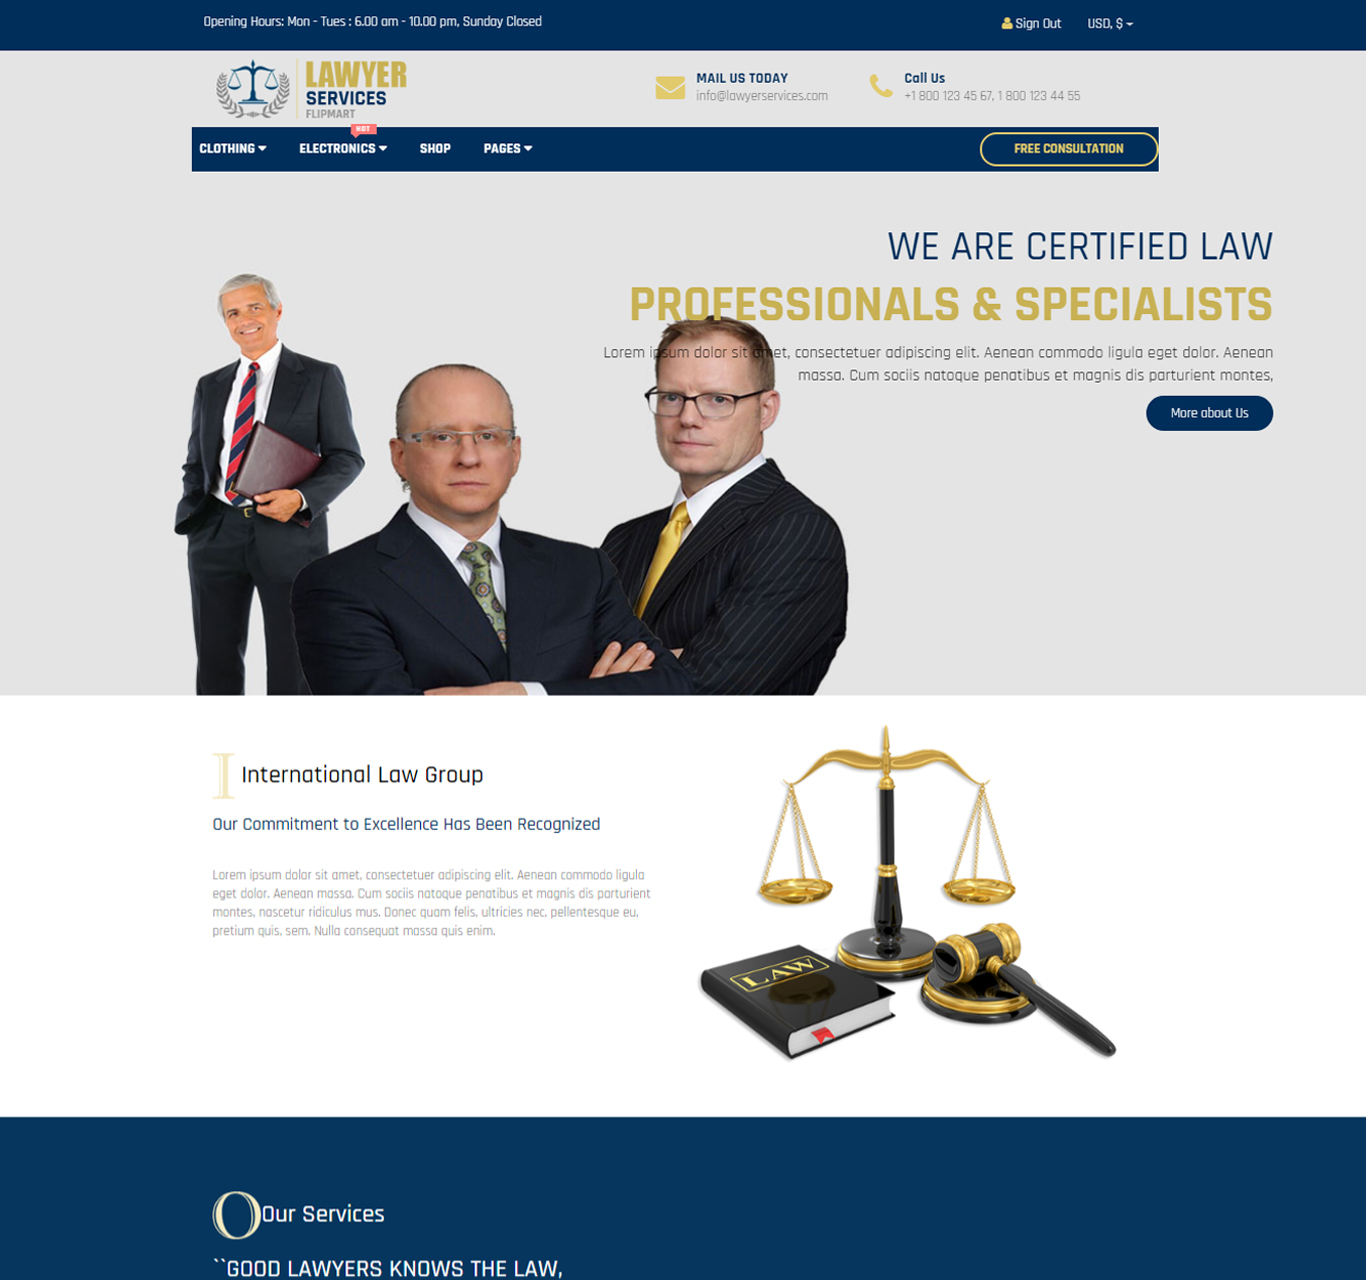 Opening Hours: Mon - Tues : 6.00 am - 10.00 pm, Sunday Closed
Sign Out
USD, $
LAWYER
SERVICES
FLIPMART
MAIL US TODAY
info@lawyerservices.com
Call Us
+1 800 123 45 67, 1 800 123 44 55
HOT
CLOTHING
ELECTRONICS
SHOP
PAGES
FREE CONSULTATION
WE ARE CERTIFIED LAW
PROFESSIONALS & SPECIALISTS
Lorem ipsum dolor sit amet, consectetuer adipiscing elit. Aenean commodo ligula eget dolor. Aenean
massa. Cum sociis natoque penatibus et magnis dis parturient montes,
More about Us
I International Law Group
Our Commitment to Excellence Has Been Recognized
Lorem ipsum dolor sit amet, consectetuer adipiscing elit. Aenean commodo ligula
eget dolor. Aenean massa. Cum sociis natoque penatibus et magnis dis parturient
montes, nascetur ridiculus mus. Donec quam felis, ultricies nec, pellentesque eu,
pretium quis, sem. Nulla consequat massa quis enim.
LAW
O Our Services
``GOOD LAWYERS KNOWS THE LAW,